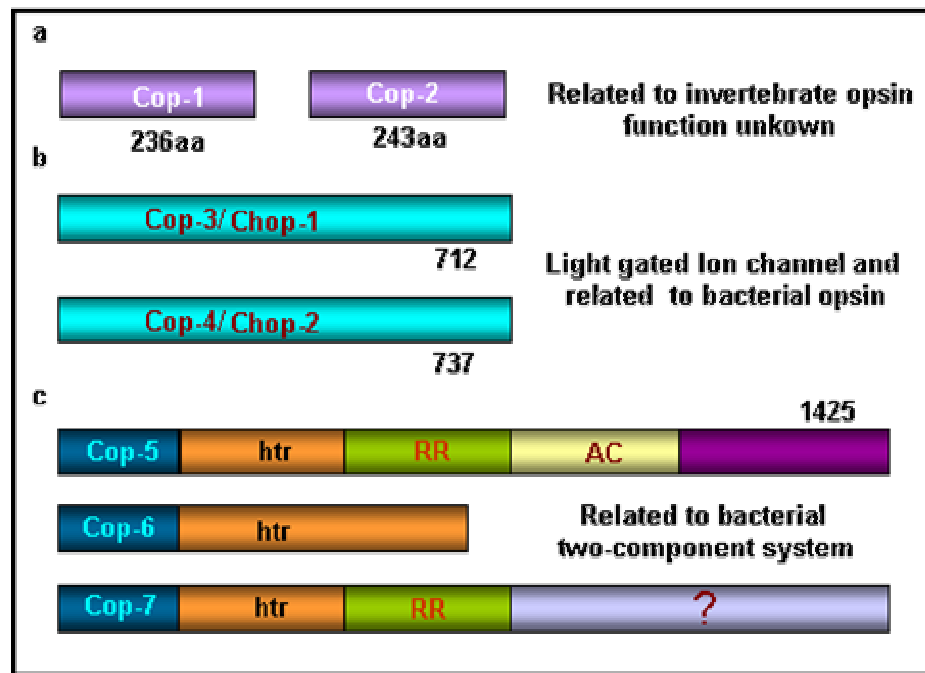 a
Cop-1
Cop-2
236aa
243aa
Related to invertebrate opsin
function unkown
b
Cop-3/ Chop-1
712
Cop-4/ Chop-2
737
Light gated Ion channel and
related to bacterial opsin
c
1425
Cop-5 htr RR AC
Cop-6 htr
Related to bacterial
two-component system
Cop-7 htr RR ?